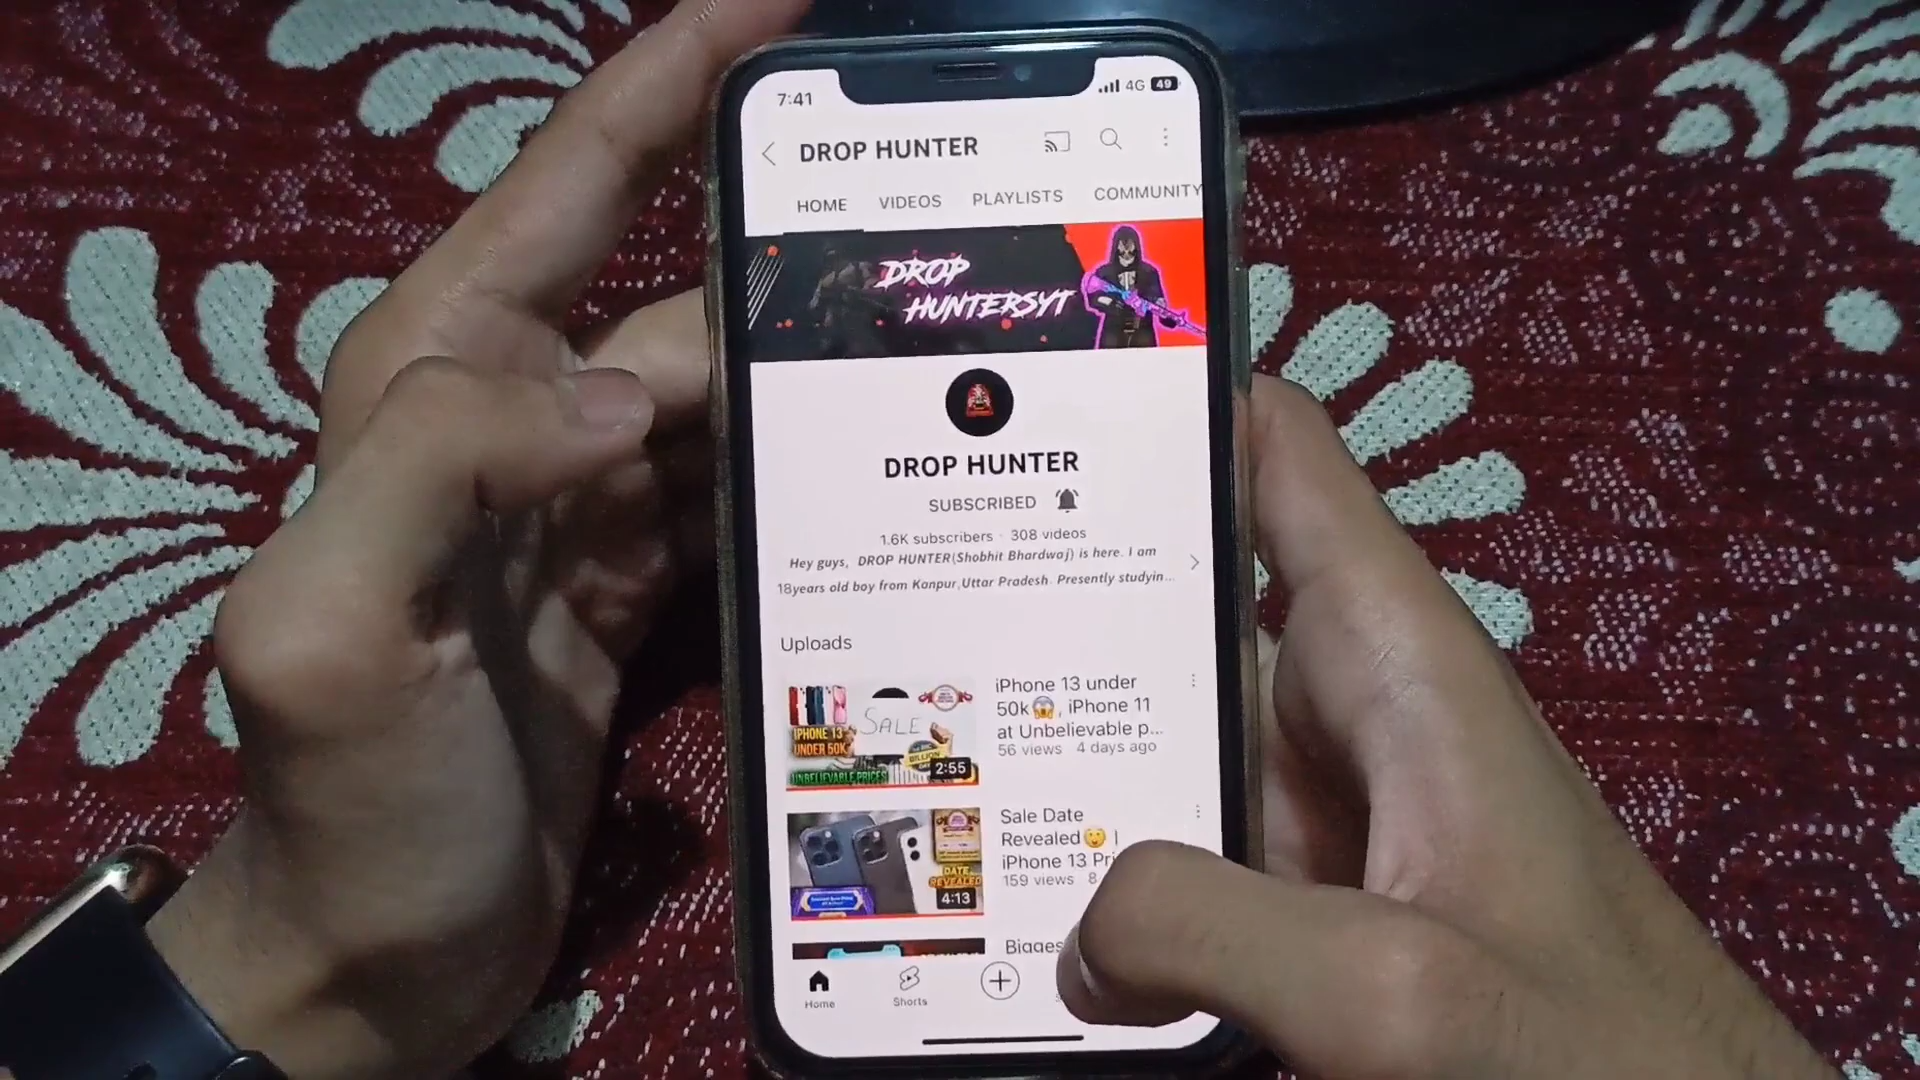 7:41
4G 49
DROP HUNTER
HOME VIDEOS PLAYLISTS COMMUNITY
DROP
HUNTERSYT
DROP HUNTER
SUBSCRIBED
1.6K subscribers · 308 videos
Hey guys, DROP HUNTER(Shobhit Bhardwaj) is here. I am
18years old boy from Kanpur,Uttar Pradesh. Presently studyin...
Uploads
SALE
IPHONE 13
UNDER 50K
UNBELIEVABLE PRICES
2:55
iPhone 13 under
50k😱, iPhone 11
at Unbelievable p...
56 views 4 days ago
DATE
REVEALED
4:13
Sale Date
Revealed😲 |
iPhone 13 Pri
159 views 8
Bigges
Home
Shorts